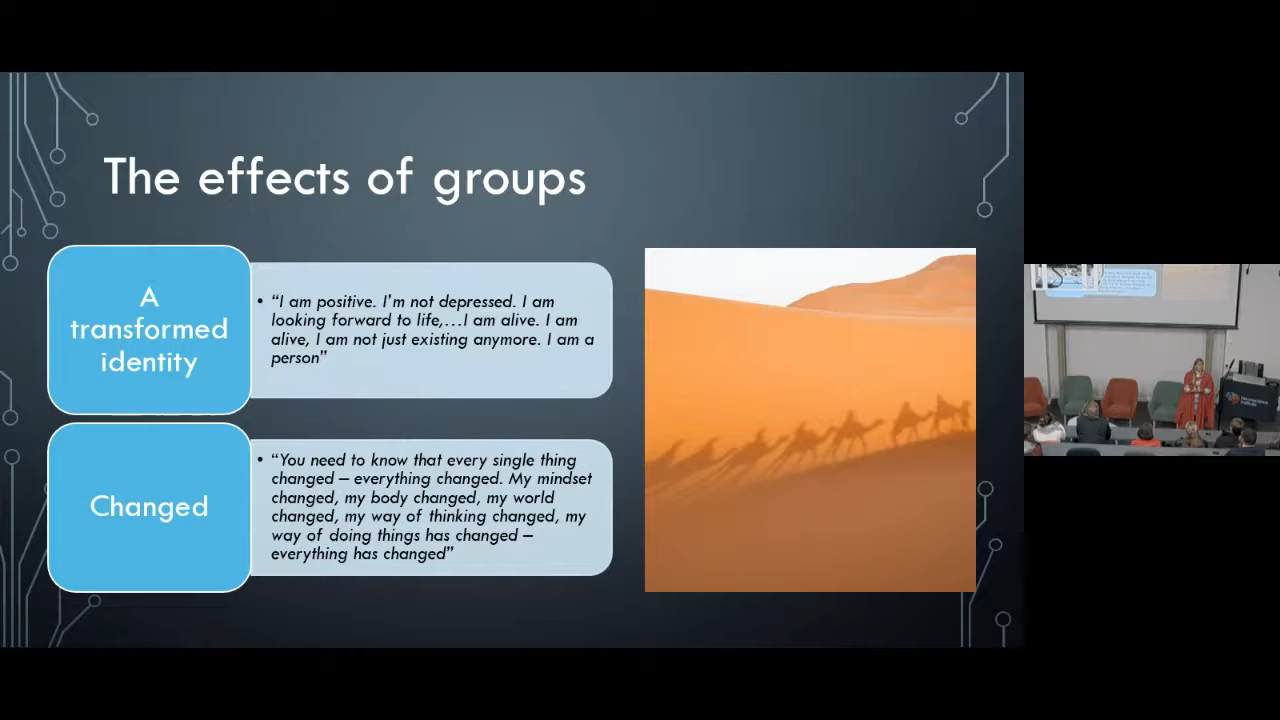 The effects of groups
A
transformed
identity
• “I am positive. I’m not depressed. I am
looking forward to life,…I am alive. I am
alive, I am not just existing anymore. I am a
person”
Changed
• “You need to know that every single thing
changed – everything changed. My mindset
changed, my body changed, my world
changed, my way of thinking changed, my
way of doing things has changed –
everything has changed”
Neuroscience
Institute